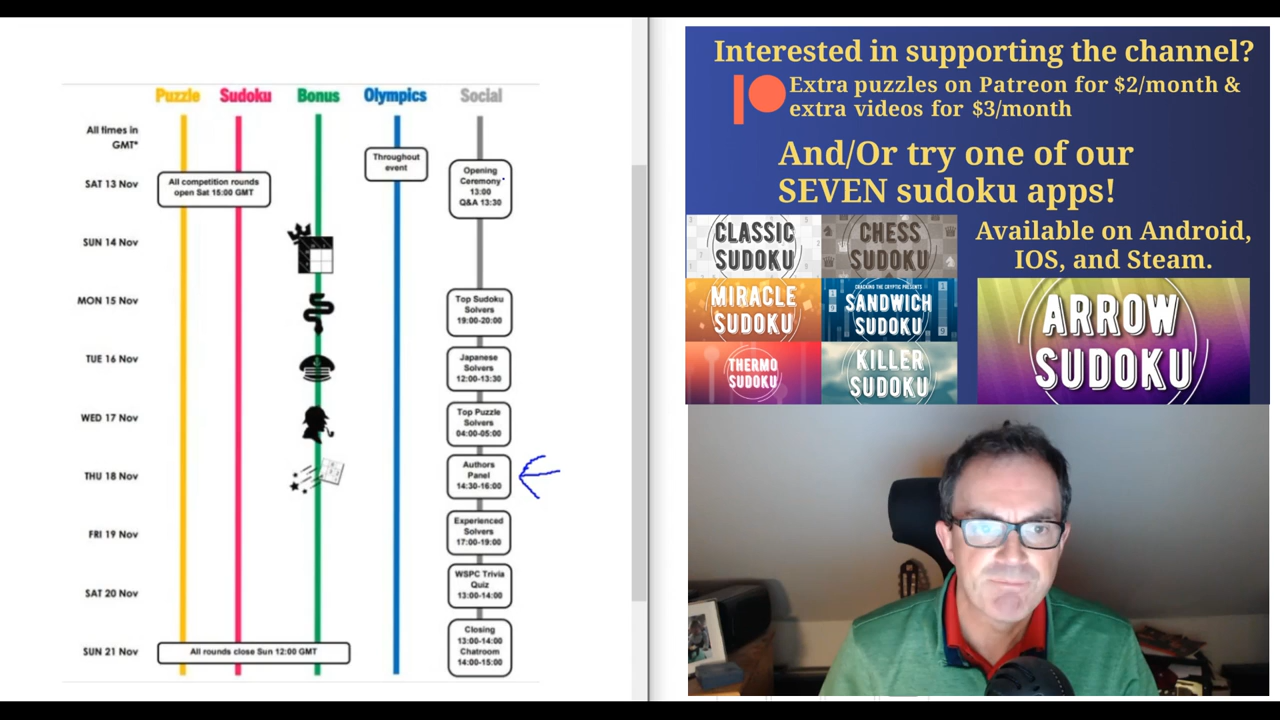 Puzzle Sudoku Bonus Olympics Social
All times in
GMT*
Throughout
event
SAT 13 Nov
All competition rounds
open Sat 15:00 GMT
Opening
Ceremony
13:00
Q&A 13:30
SUN 14 Nov
MON 15 Nov
Top Sudoku
Solvers
19:00-20:00
TUE 16 Nov
Japanese
Solvers
12:00-13:30
WED 17 Nov
Top Puzzle
Solvers
04:00-05:00
THU 18 Nov
Authors
Panel
14:30-16:00
FRI 19 Nov
Experienced
Solvers
17:00-19:00
SAT 20 Nov
WSPC Trivia
Quiz
13:00-14:00
SUN 21 Nov
All rounds close Sun 12:00 GMT
Closing
13:00-14:00
Chatroom
14:00-15:00
Interested in supporting the channel?
Extra puzzles on Patreon for $2/month &
extra videos for $3/month
And/Or try one of our
SEVEN sudoku apps!
CLASSIC
SUDOKU
CHESS
SUDOKU
MIRACLE
SUDOKU
CRACKING THE CRYPTIC PRESENTS
SANDWICH
SUDOKU
THERMO
SUDOKU
KILLER
SUDOKU
Available on Android,
IOS, and Steam.
ARROW
SUDOKU